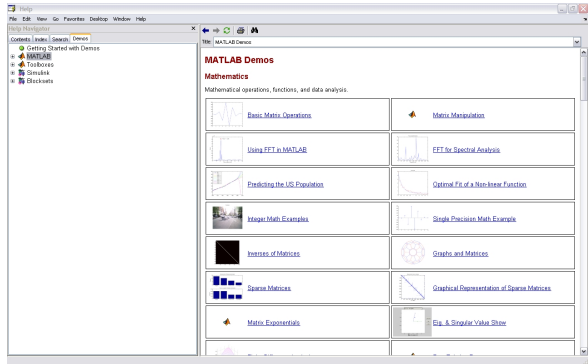 Help
File Edit View Go Favorites Desktop Window Help
Help Navigator
Contents Index Search Demos
Getting Started with Demos
MATLAB
Toolboxes
Simulink
Blocksets
Title: MATLAB Demos
MATLAB Demos
Mathematics
Mathematical operations, functions, and data analysis.
Basic Matrix Operations
Matrix Manipulation
Using FFT in MATLAB
FFT for Spectral Analysis
Predicting the US Population
Optimal Fit of a Non-linear Function
Integer Math Examples
Single Precision Math Example
Inverses of Matrices
Graphs and Matrices
Sparse Matrices
Graphical Representation of Sparse Matrices
Matrix Exponentials
Eig. & Singular Value Show